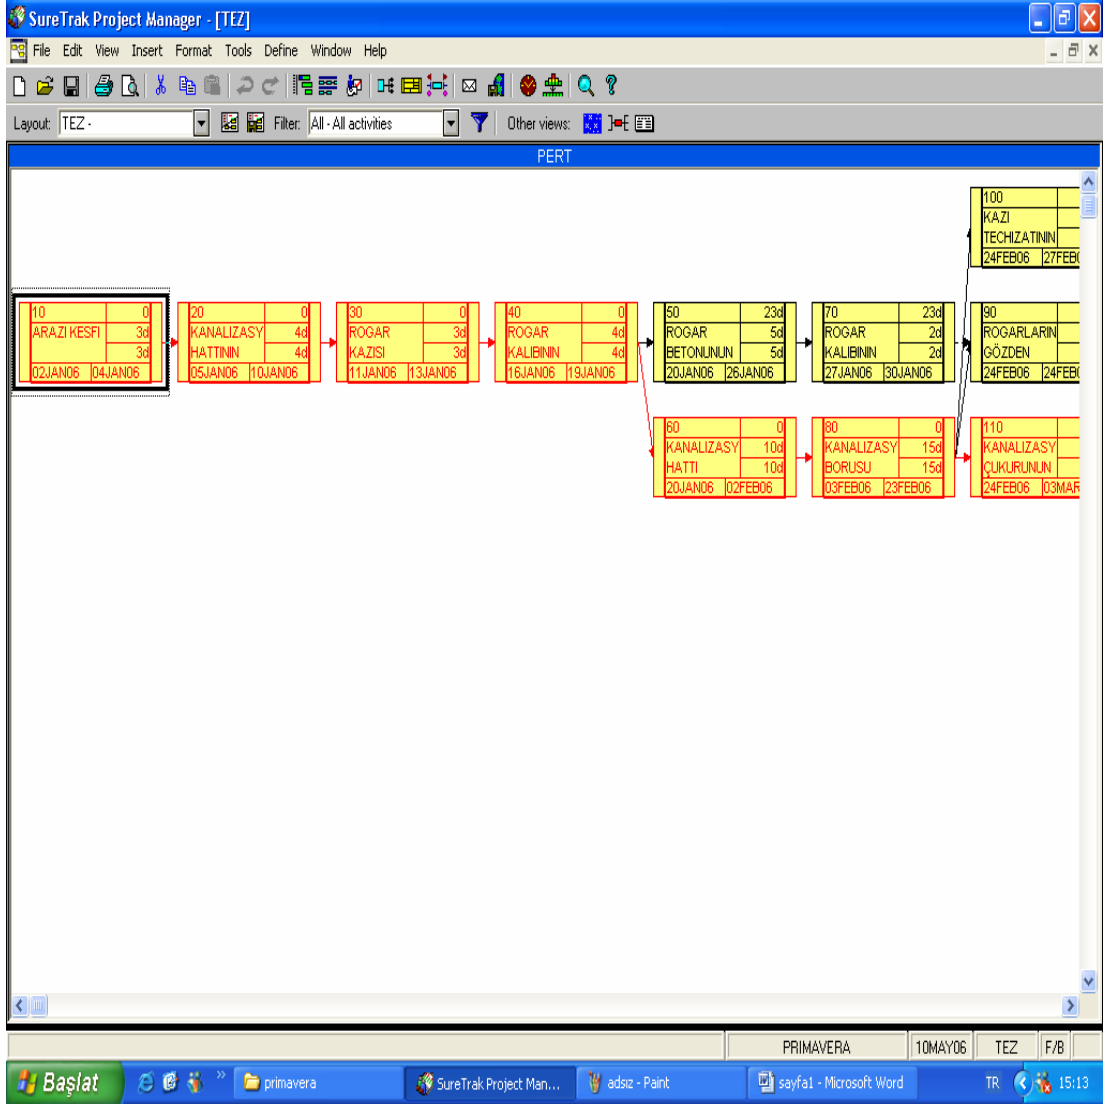 SureTrak Project Manager - [TEZ]
File Edit View Insert Format Tools Define Window Help
Layout: TEZ - Filter: All - All activities Other views:
PERT
100
KAZI
TECHIZATININ
24FEB06 27FEB0
10 0
ARAZI KESFI 3d
3d
02JAN06 04JAN06
20 0
KANALIZASY 4d
HATTININ 4d
05JAN06 10JAN06
30 0
ROGAR 3d
KAZISI 3d
11JAN06 13JAN06
40 0
ROGAR 4d
KALIBININ 4d
16JAN06 19JAN06
50 23d
ROGAR 5d
BETONUNUN 5d
20JAN06 26JAN06
70 23d
ROGAR 2d
KALIBININ 2d
27JAN06 30JAN06
90
ROGARLARIN
GÖZDEN
24FEB06 24FEB0
60 0
KANALIZASY 10d
HATTI 10d
20JAN06 02FEB06
80 0
KANALIZASY 15d
BORUSU 15d
03FEB06 23FEB06
110
KANALIZASY
ÇUKURUNUN
24FEB06 03MAR
PRIMAVERA 10MAY06 TEZ F/B
Başlat primavera SureTrak Project Man... adsız - Paint sayfa1 - Microsoft Word TR 15:13